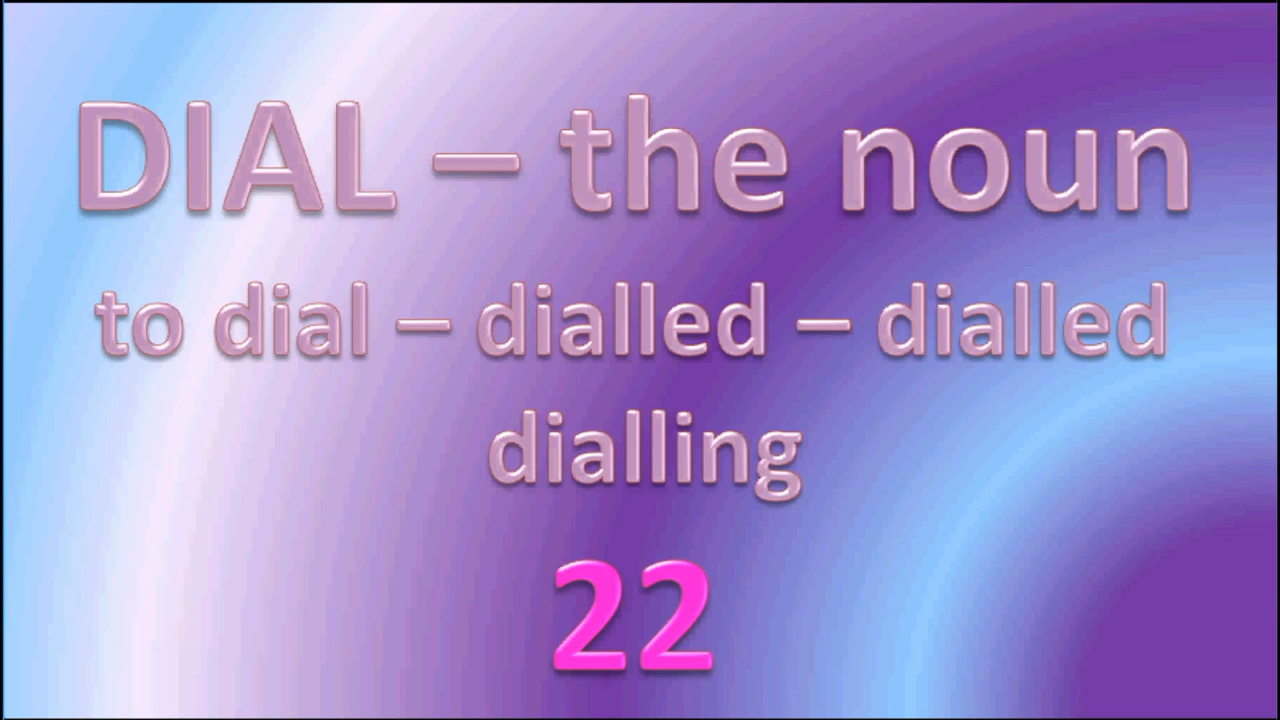 DIAL – the noun
to dial – dialled – dialled
dialling
22